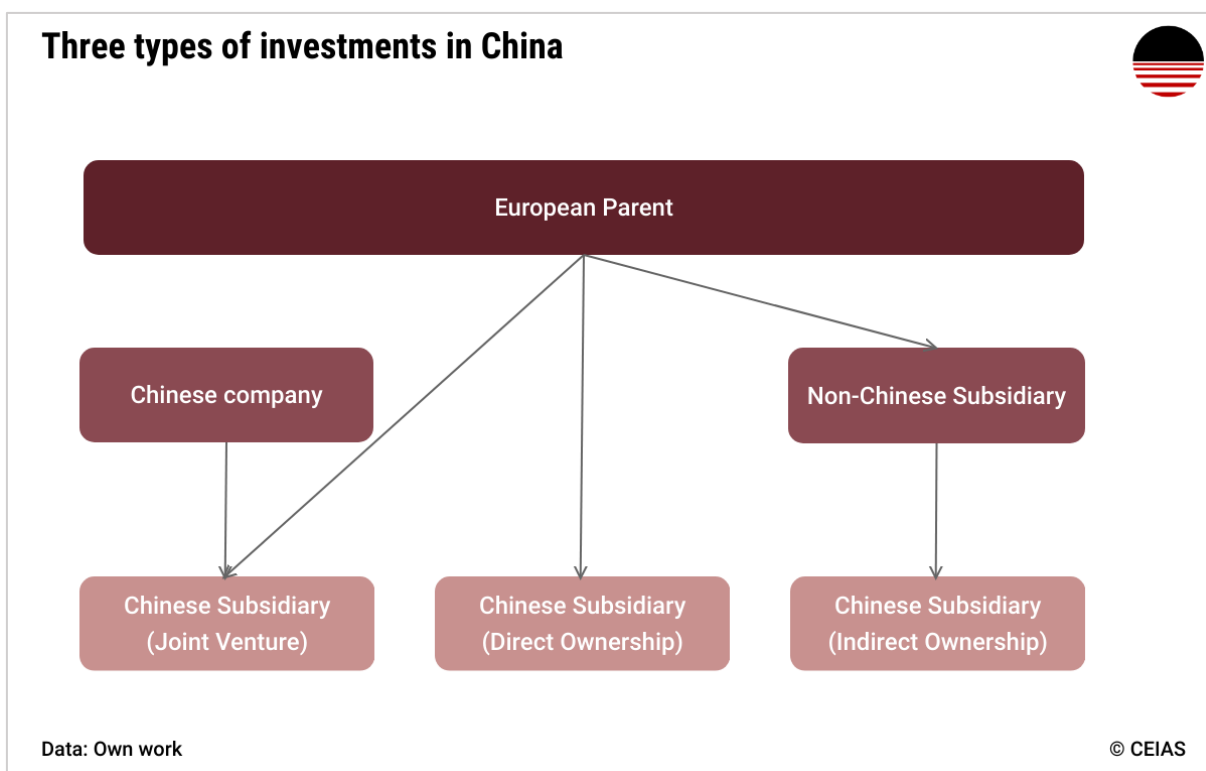 Three types of investments in China
European Parent
Chinese company
Non-Chinese Subsidiary
Chinese Subsidiary
(Joint Venture)
Chinese Subsidiary
(Direct Ownership)
Chinese Subsidiary
(Indirect Ownership)
Data: Own work
© CEIAS